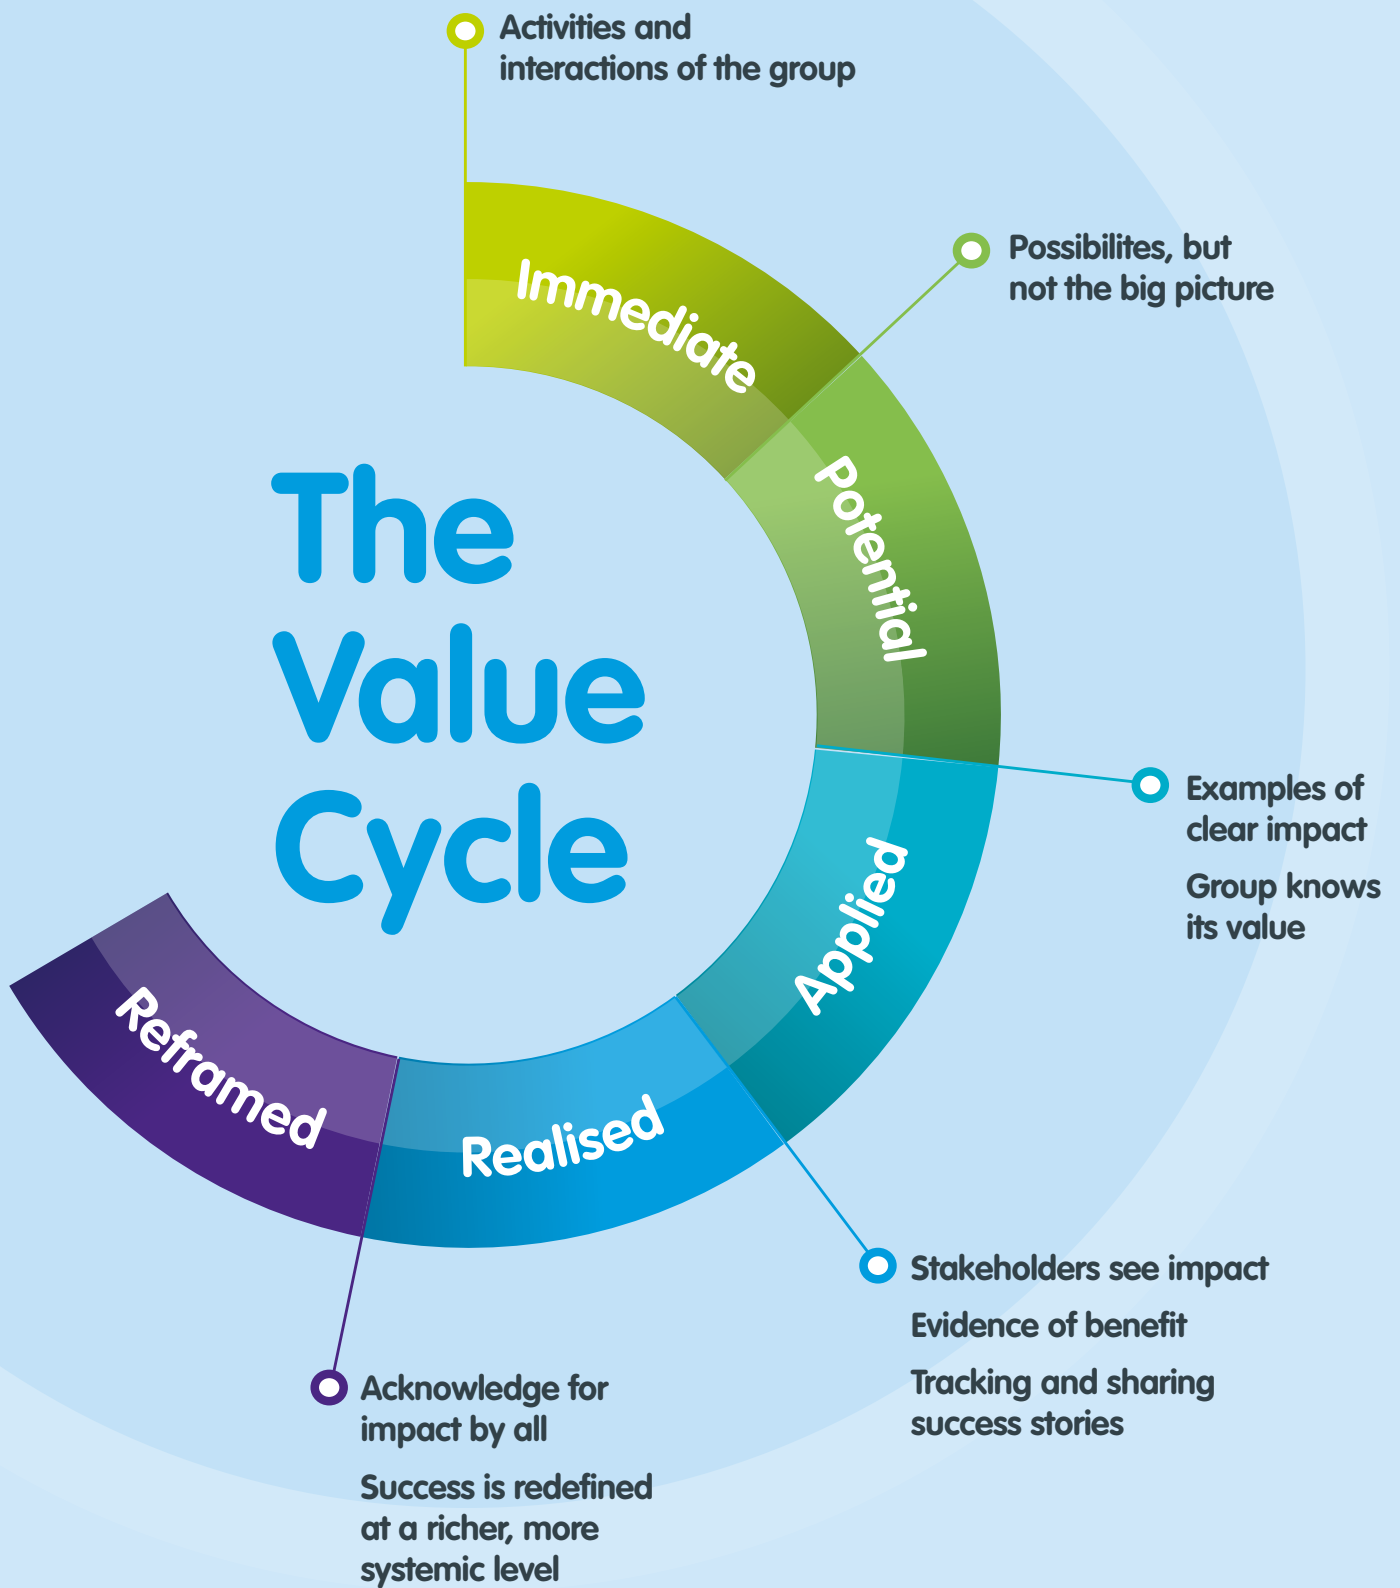 Activities and
interactions of the group
Immediate
Possibilites, but
not the big picture
Potential
The
Value
Cycle
Examples of
clear impact
Group knows
its value
Applied
Stakeholders see impact
Evidence of benefit
Tracking and sharing
success stories
Realised
Reframed
Acknowledge for
impact by all
Success is redefined
at a richer, more
systemic level